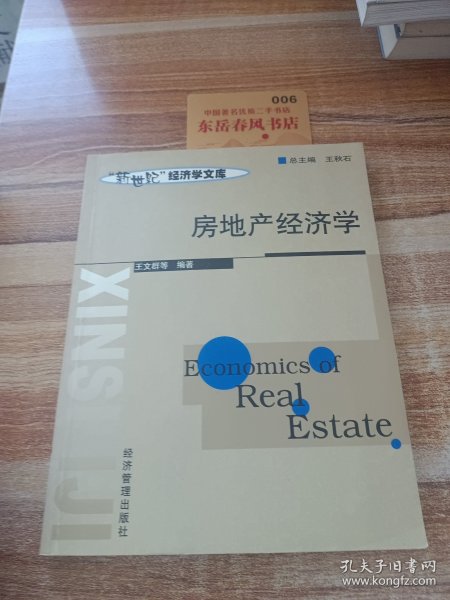 006
中国著名优秀二手书店
东岳春风书店
总主编 王秋石
"新世纪"经济学文库
房地产经济学
王文群等 编著
XINS IJI
Economics of
Real
Estate
经济管理出版社
孔夫子旧书网
www.kongfz.com